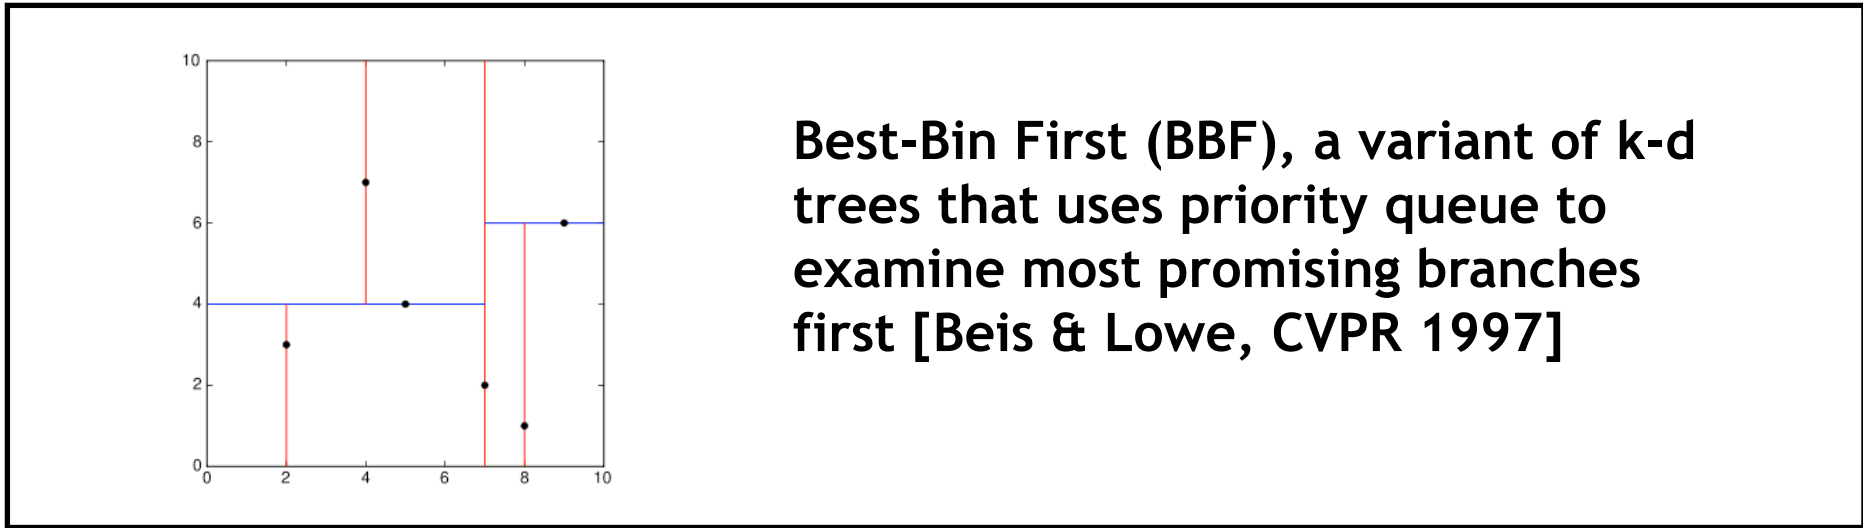 10
8
6
4
2
0
0 2 4 6 8 10
Best-Bin First (BBF), a variant of k-d
trees that uses priority queue to
examine most promising branches
first [Beis & Lowe, CVPR 1997]